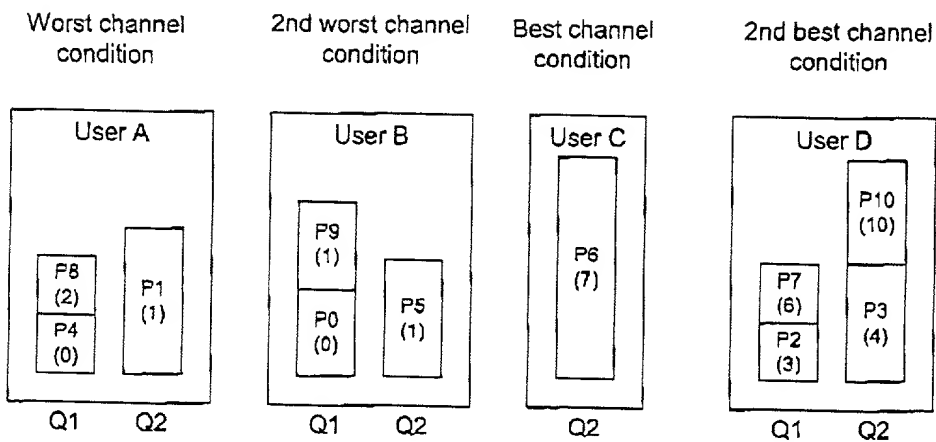 Worst channel
condition
2nd worst channel
condition
Best channel
condition
2nd best channel
condition
User A
P8
(2)
P4
(0)
P1
(1)
Q1
Q2
User B
P9
(1)
P0
(0)
P5
(1)
Q1
Q2
User C
P6
(7)
Q2
User D
P7
(6)
P2
(3)
P10
(10)
P3
(4)
Q1
Q2